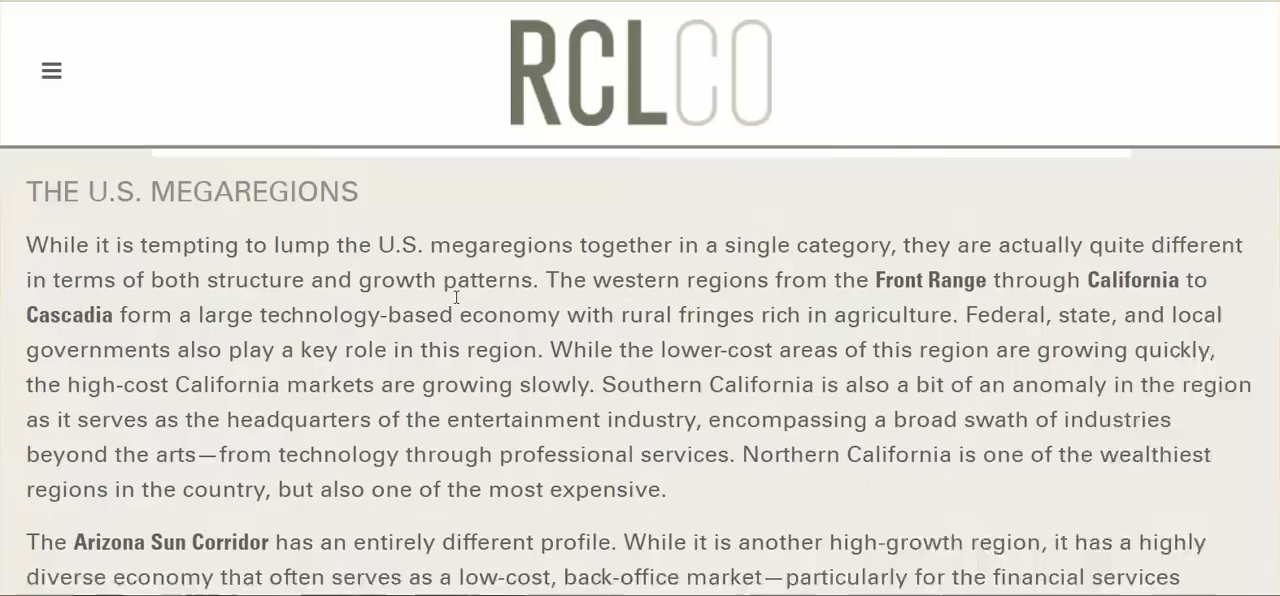 RCLCO
THE U.S. MEGAREGIONS
While it is tempting to lump the U.S. megaregions together in a single category, they are actually quite different
in terms of both structure and growth patterns. The western regions from the Front Range through California to
Cascadia form a large technology-based economy with rural fringes rich in agriculture. Federal, state, and local
governments also play a key role in this region. While the lower-cost areas of this region are growing quickly,
the high-cost California markets are growing slowly. Southern California is also a bit of an anomaly in the region
as it serves as the headquarters of the entertainment industry, encompassing a broad swath of industries
beyond the arts—from technology through professional services. Northern California is one of the wealthiest
regions in the country, but also one of the most expensive.
The Arizona Sun Corridor has an entirely different profile. While it is another high-growth region, it has a highly
diverse economy that often serves as a low-cost, back-office market—particularly for the financial services